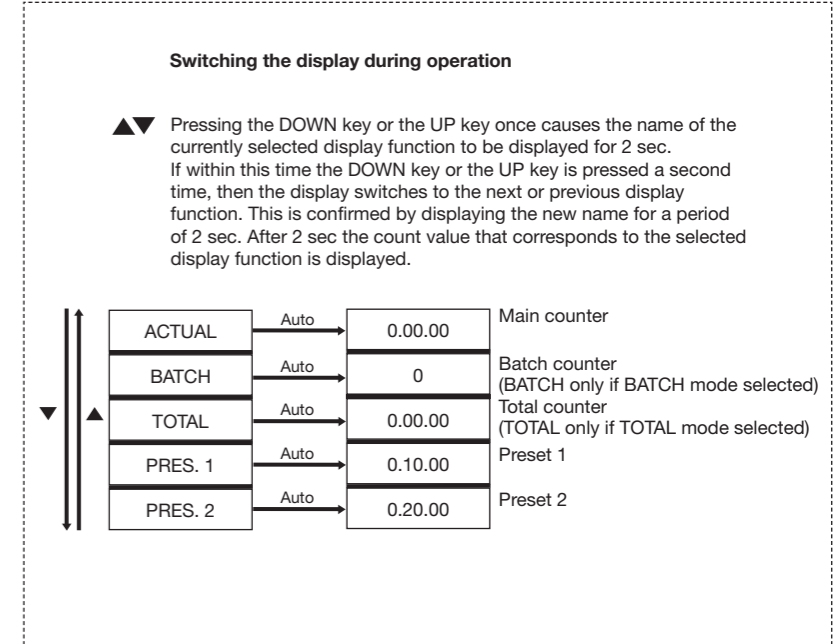 Switching the display during operation
▲▼ Pressing the DOWN key or the UP key once causes the name of the
currently selected display function to be displayed for 2 sec.
If within this time the DOWN key or the UP key is pressed a second
time, then the display switches to the next or previous display
function. This is confirmed by displaying the new name for a period
of 2 sec. After 2 sec the count value that corresponds to the selected
display function is displayed.
ACTUAL Auto 0.00.00 Main counter
BATCH Auto 0 Batch counter
(BATCH only if BATCH mode selected)
TOTAL Auto 0.00.00 Total counter
(TOTAL only if TOTAL mode selected)
PRES. 1 Auto 0.10.00 Preset 1
PRES. 2 Auto 0.20.00 Preset 2